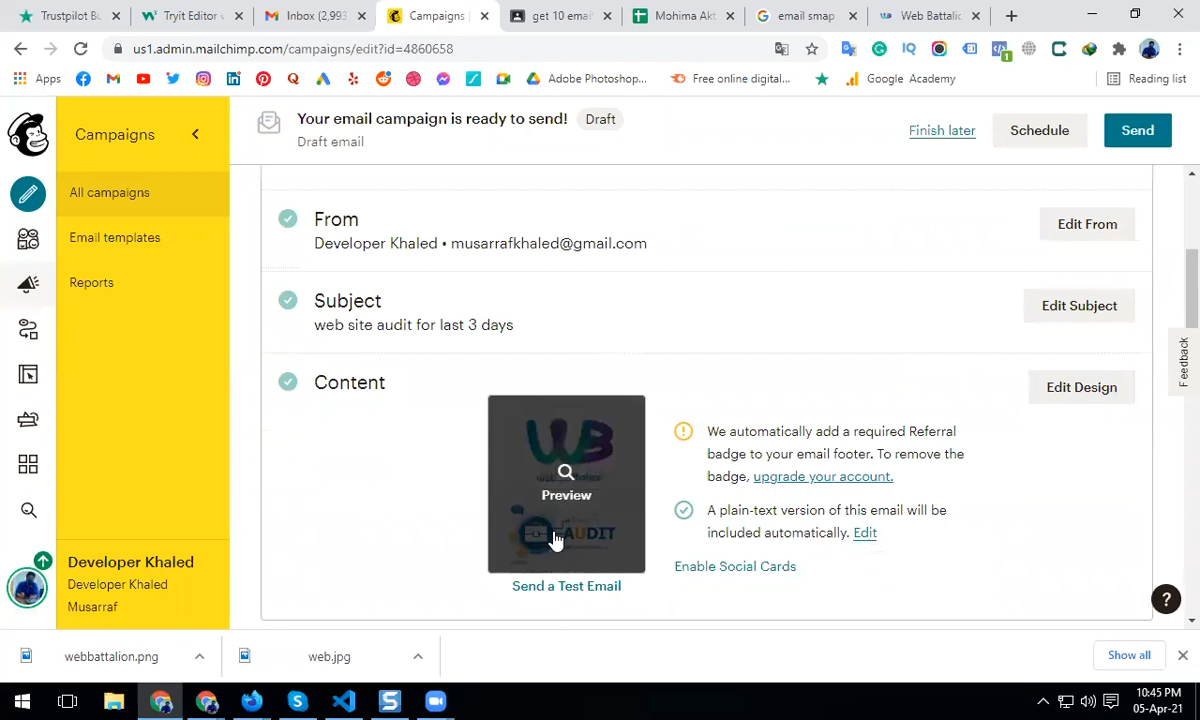 Trustpilot Bu
Tryit Editor
Inbox (2,993
Campaigns
get 10 email
Mohima Akt
email smap
Web Battalic
us1.admin.mailchimp.com/campaigns/edit?id=4860658
Apps
Adobe Photoshop...
Free online digital...
Google Academy
Reading list
Campaigns
Your email campaign is ready to send!
Draft
Draft email
Finish later
Schedule
Send
All campaigns
Email templates
Reports
From
Developer Khaled • musarrafkhaled@gmail.com
Edit From
Subject
web site audit for last 3 days
Edit Subject
Content
Edit Design
Preview
AUDIT
Send a Test Email
We automatically add a required Referral
badge to your email footer. To remove the
badge, upgrade your account.
A plain-text version of this email will be
included automatically. Edit
Enable Social Cards
Feedback
Developer Khaled
Developer Khaled
Musarraf
?
webbattalion.png
web.jpg
Show all
10:45 PM
05-Apr-21